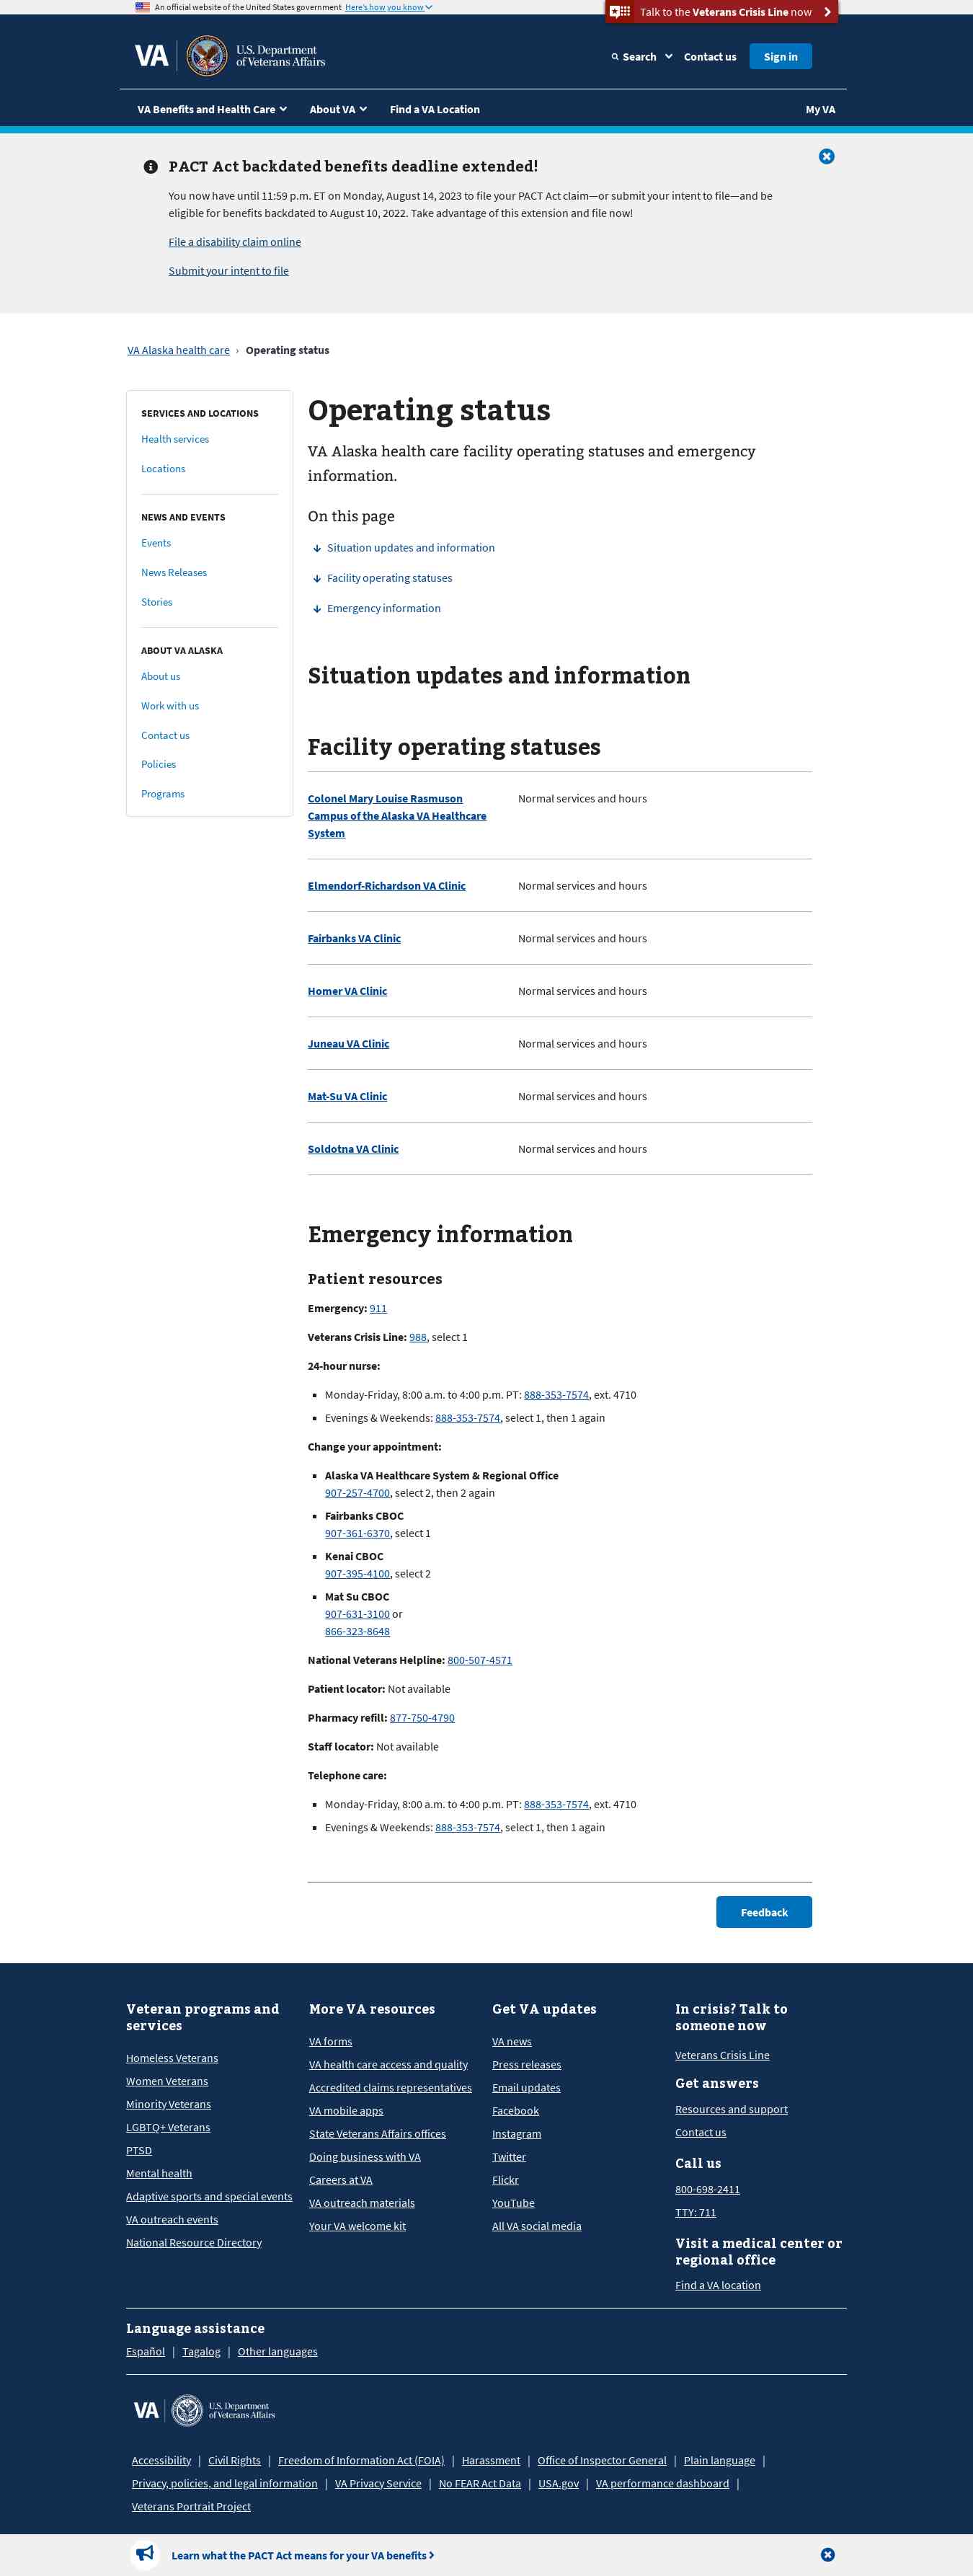 An official website of the United States government Here's how you know
Talk to the Veterans Crisis Line now
VA
U.S. Department
of Veterans Affairs
Search
Contact us
Sign in
VA Benefits and Health Care
About VA
Find a VA Location
My VA
PACT Act backdated benefits deadline extended!
You now have until 11:59 p.m. ET on Monday, August 14, 2023 to file your PACT Act claim—or submit your intent to file—and be
eligible for benefits backdated to August 10, 2022. Take advantage of this extension and file now!
File a disability claim online
Submit your intent to file
VA Alaska health care › Operating status
SERVICES AND LOCATIONS
Health services
Locations
NEWS AND EVENTS
Events
News Releases
Stories
ABOUT VA ALASKA
About us
Work with us
Contact us
Policies
Programs
Operating status
VA Alaska health care facility operating statuses and emergency
information.
On this page
Situation updates and information
Facility operating statuses
Emergency information
Situation updates and information
Facility operating statuses
Colonel Mary Louise Rasmuson
Campus of the Alaska VA Healthcare
System
Normal services and hours
Elmendorf-Richardson VA Clinic
Normal services and hours
Fairbanks VA Clinic
Normal services and hours
Homer VA Clinic
Normal services and hours
Juneau VA Clinic
Normal services and hours
Mat-Su VA Clinic
Normal services and hours
Soldotna VA Clinic
Normal services and hours
Emergency information
Patient resources
Emergency: 911
Veterans Crisis Line: 988, select 1
24-hour nurse:
Monday-Friday, 8:00 a.m. to 4:00 p.m. PT: 888-353-7574, ext. 4710
Evenings & Weekends: 888-353-7574, select 1, then 1 again
Change your appointment:
Alaska VA Healthcare System & Regional Office
907-257-4700, select 2, then 2 again
Fairbanks CBOC
907-361-6370, select 1
Kenai CBOC
907-395-4100, select 2
Mat Su CBOC
907-631-3100 or
866-323-8648
National Veterans Helpline: 800-507-4571
Patient locator: Not available
Pharmacy refill: 877-750-4790
Staff locator: Not available
Telephone care:
Monday-Friday, 8:00 a.m. to 4:00 p.m. PT: 888-353-7574, ext. 4710
Evenings & Weekends: 888-353-7574, select 1, then 1 again
Feedback
Veteran programs and
services
Homeless Veterans
Women Veterans
Minority Veterans
LGBTQ+ Veterans
PTSD
Mental health
Adaptive sports and special events
VA outreach events
National Resource Directory
More VA resources
VA forms
VA health care access and quality
Accredited claims representatives
VA mobile apps
State Veterans Affairs offices
Doing business with VA
Careers at VA
VA outreach materials
Your VA welcome kit
Get VA updates
VA news
Press releases
Email updates
Facebook
Instagram
Twitter
Flickr
YouTube
All VA social media
In crisis? Talk to
someone now
Veterans Crisis Line
Get answers
Resources and support
Contact us
Call us
800-698-2411
TTY: 711
Visit a medical center or
regional office
Find a VA location
Language assistance
Español | Tagalog | Other languages
VA
U.S. Department
of Veterans Affairs
Accessibility | Civil Rights | Freedom of Information Act (FOIA) | Harassment | Office of Inspector General | Plain language |
Privacy, policies, and legal information | VA Privacy Service | No FEAR Act Data | USA.gov | VA performance dashboard |
Veterans Portrait Project
Learn what the PACT Act means for your VA benefits